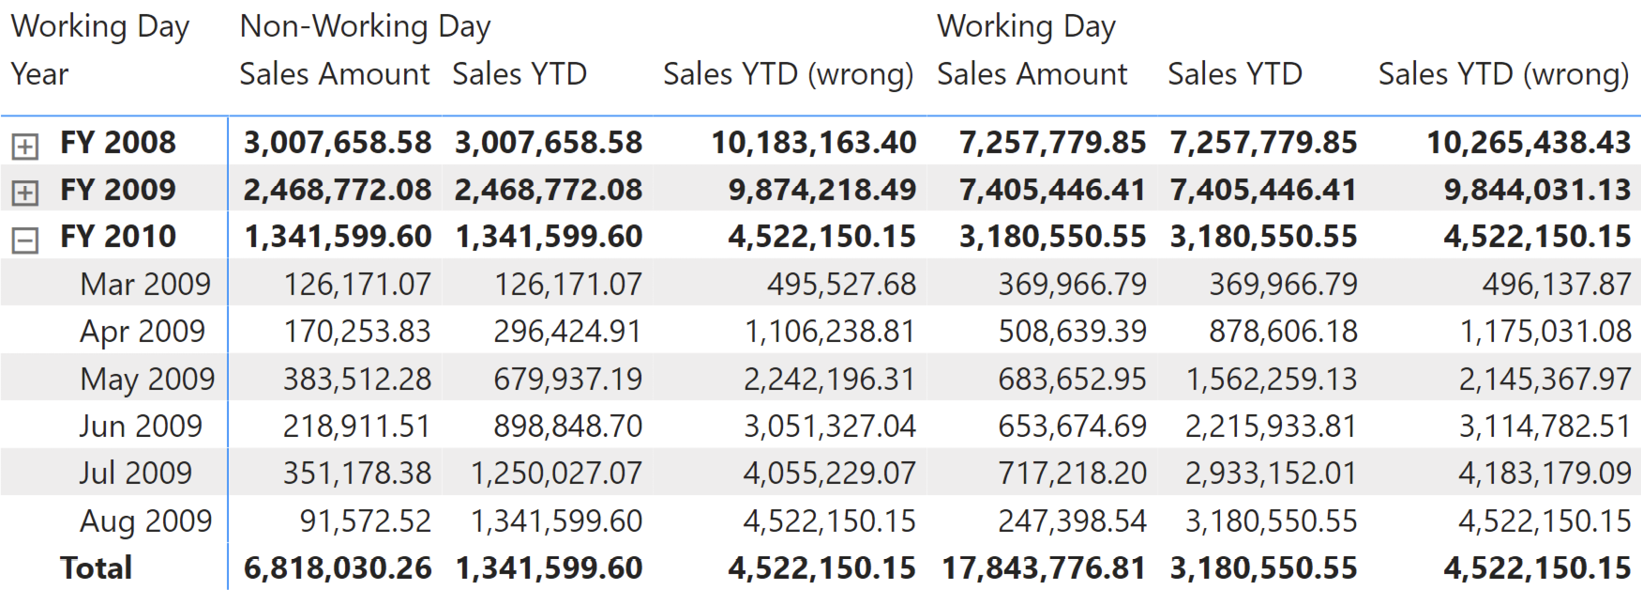 Working Day Non-Working Day Working Day
Year Sales Amount Sales YTD Sales YTD (wrong) Sales Amount Sales YTD Sales YTD (wrong)
FY 2008 3,007,658.58 3,007,658.58 10,183,163.40 7,257,779.85 7,257,779.85 10,265,438.43
FY 2009 2,468,772.08 2,468,772.08 9,874,218.49 7,405,446.41 7,405,446.41 9,844,031.13
FY 2010 1,341,599.60 1,341,599.60 4,522,150.15 3,180,550.55 3,180,550.55 4,522,150.15
Mar 2009 126,171.07 126,171.07 495,527.68 369,966.79 369,966.79 496,137.87
Apr 2009 170,253.83 296,424.91 1,106,238.81 508,639.39 878,606.18 1,175,031.08
May 2009 383,512.28 679,937.19 2,242,196.31 683,652.95 1,562,259.13 2,145,367.97
Jun 2009 218,911.51 898,848.70 3,051,327.04 653,674.69 2,215,933.81 3,114,782.51
Jul 2009 351,178.38 1,250,027.07 4,055,229.07 717,218.20 2,933,152.01 4,183,179.09
Aug 2009 91,572.52 1,341,599.60 4,522,150.15 247,398.54 3,180,550.55 4,522,150.15
Total 6,818,030.26 1,341,599.60 4,522,150.15 17,843,776.81 3,180,550.55 4,522,150.15